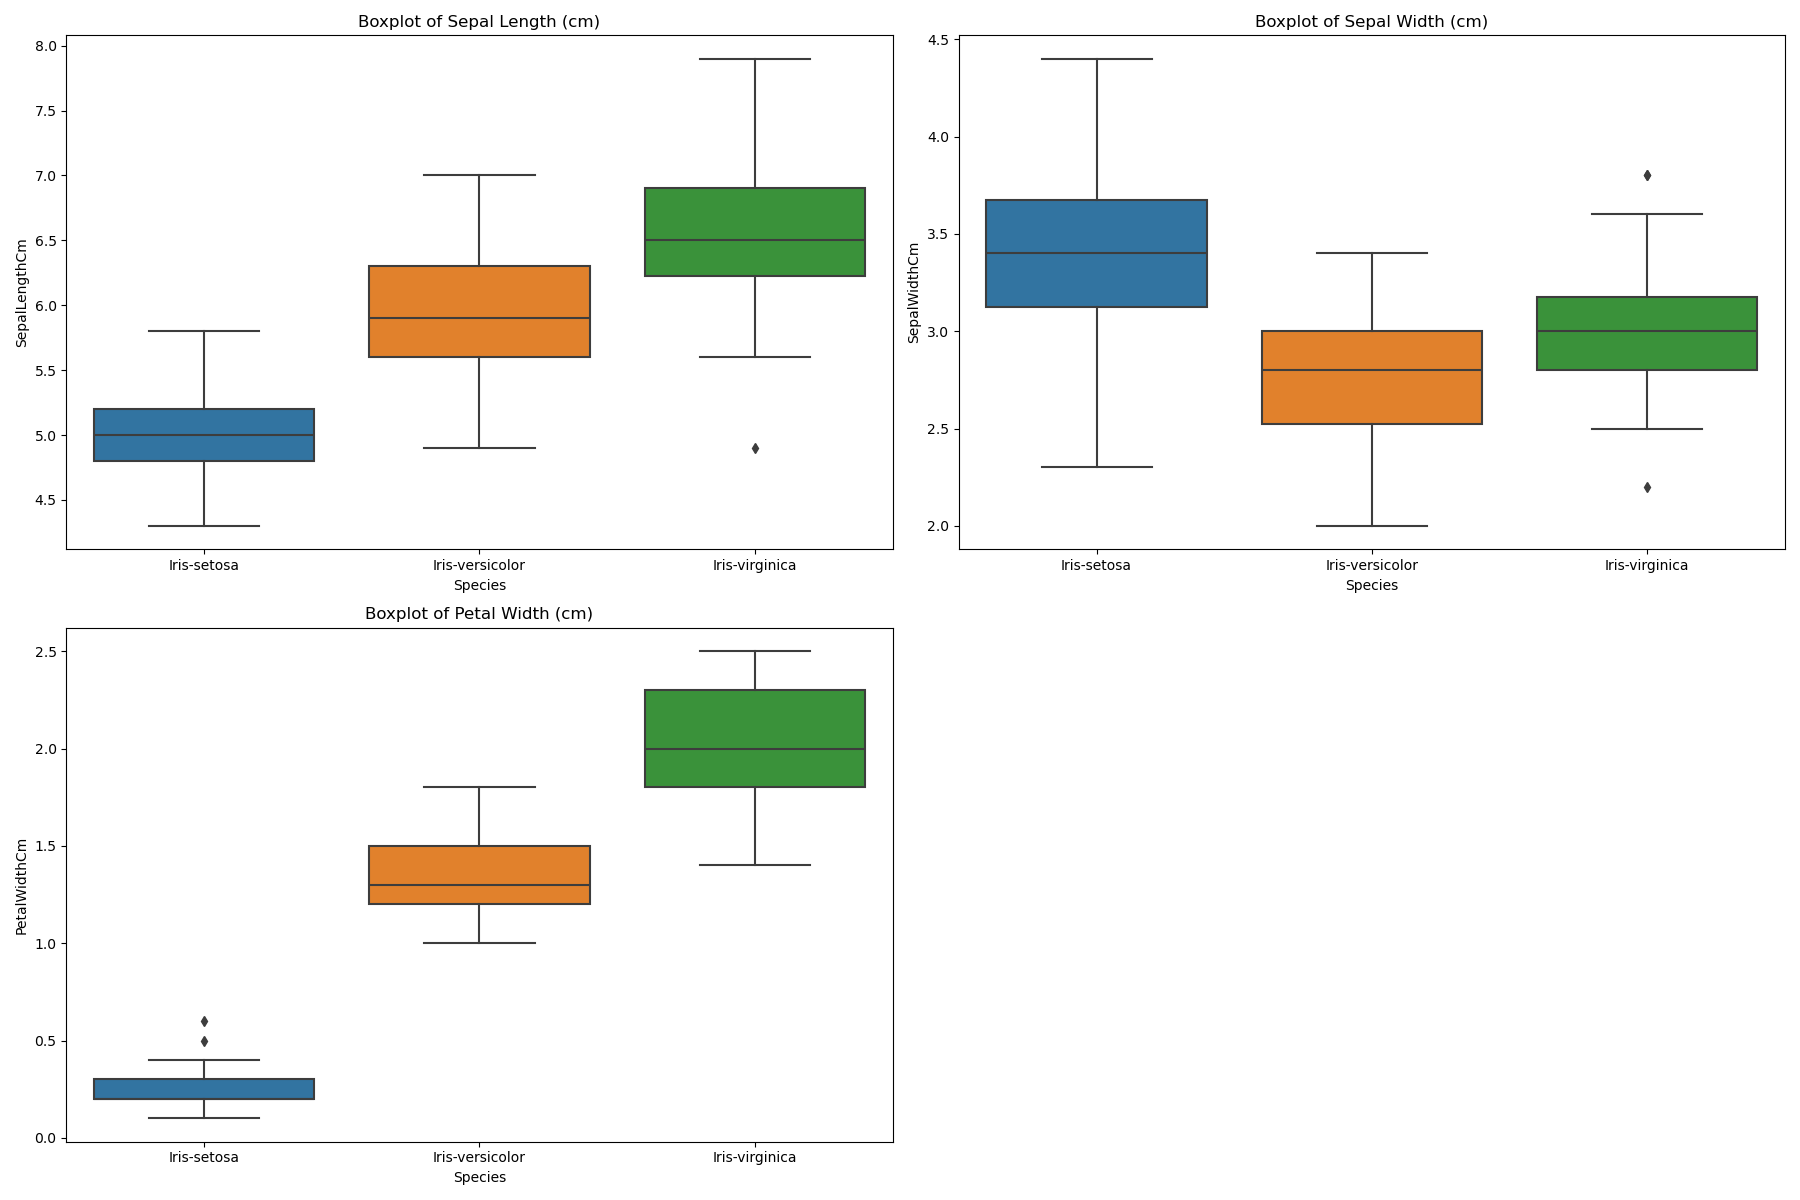 Boxplot of Sepal Length (cm)
SepalLengthCm
8.0
7.5
7.0
6.5
6.0
5.5
5.0
4.5
Iris-setosa Iris-versicolor Iris-virginica
Species
Boxplot of Sepal Width (cm)
SepalWidthCm
4.5
4.0
3.5
3.0
2.5
2.0
Iris-setosa Iris-versicolor Iris-virginica
Species
Boxplot of Petal Width (cm)
PetalWidthCm
2.5
2.0
1.5
1.0
0.5
0.0
Iris-setosa Iris-versicolor Iris-virginica
Species